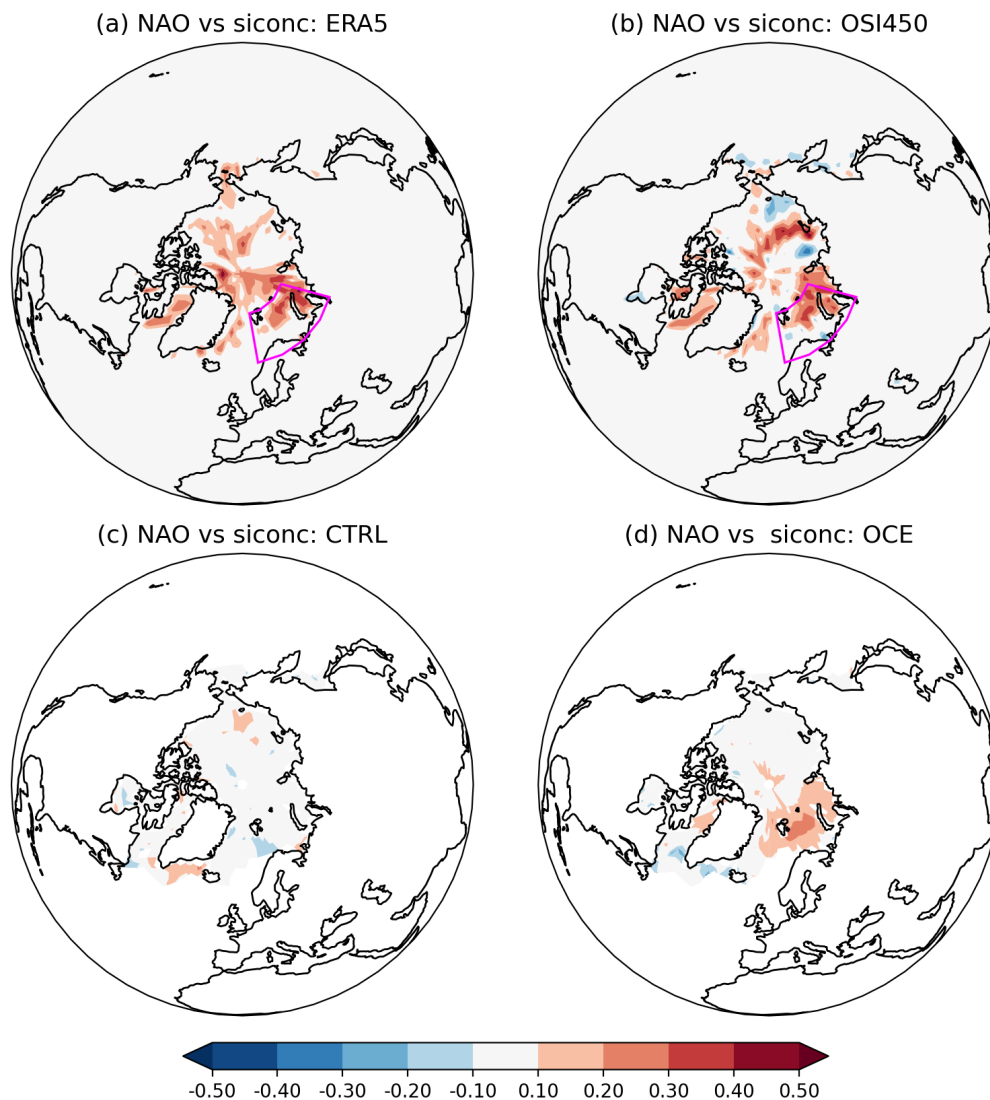 (a) NAO vs siconc: ERA5
(b) NAO vs siconc: OSI450
(c) NAO vs siconc: CTRL
(d) NAO vs  siconc: OCE
-0.50 -0.40 -0.30 -0.20 -0.10 0.10 0.20 0.30 0.40 0.50